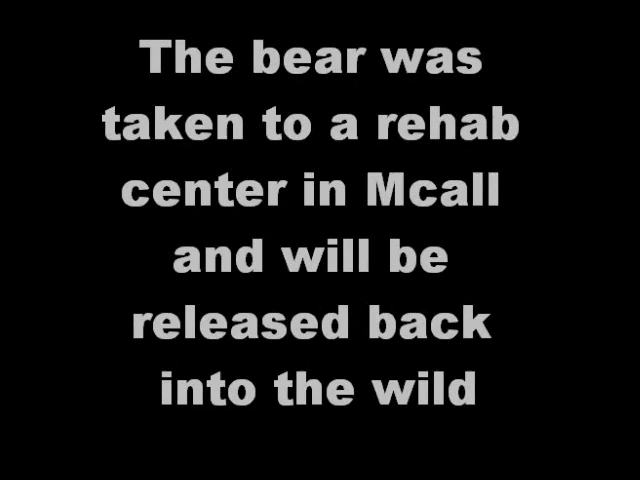 The bear was
taken to a rehab
center in Mcall
and will be
released back
into the wild